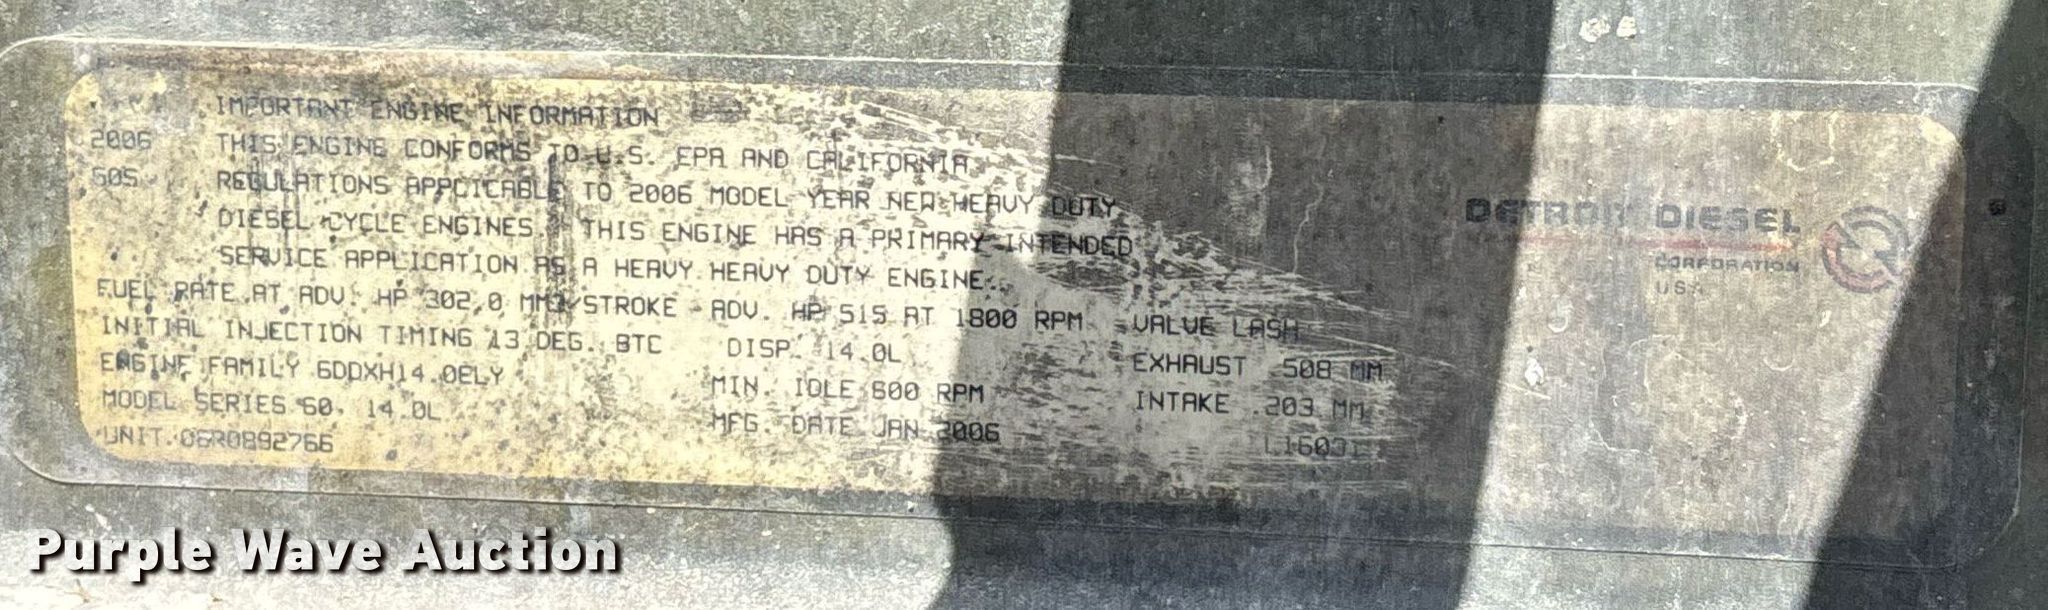 IMPORTANT ENGINE INFORMATION
2006 THIS ENGINE CONFORMS TO U.S. EPA AND CALIFORNIA
REGULATIONS APPLICABLE TO 2006 MODEL YEAR NEW HEAVY DUTY
DIESEL CYCLE ENGINES. THIS ENGINE HAS A PRIMARY INTENDED
SERVICE APPLICATION AS A HEAVY HEAVY DUTY ENGINE.
FUEL RATE AT ADV. HP 302.0 MM3/STROKE - ADV. HP 515 AT 1800 RPM VALVE LASH
INITIAL INJECTION TIMING 13 DEG. BTC DISP. 14.0L EXHAUST .508 MM
ENGINE FAMILY 6DDXH14.0ELY MIN. IDLE 600 RPM INTAKE .203 MM
MODEL SERIES 60, 14.0L MFG. DATE JAN 2006
UNIT 06R0892766
DETROIT DIESEL
CORPORATION
USA
Purple Wave Auction